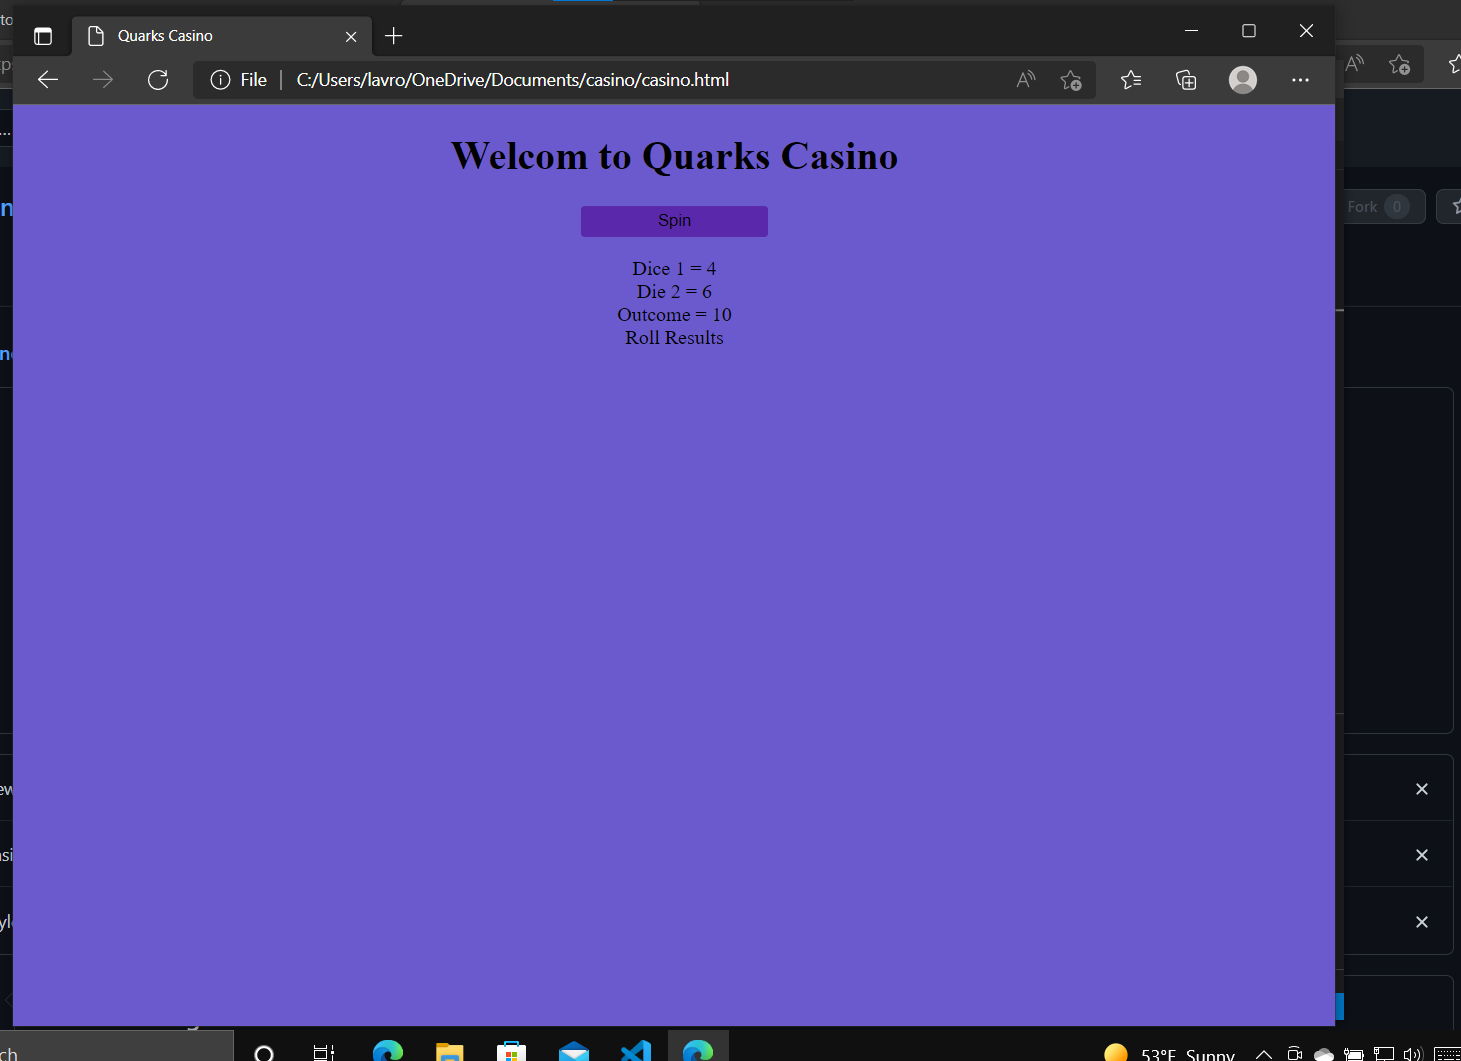 to
Quarks Casino
File
C:/Users/lavro/OneDrive/Documents/casino/casino.html
Welcom to Quarks Casino
Spin
Dice 1 = 4
Die 2 = 6
Outcome = 10
Roll Results
Fork 0
53°F Sunny